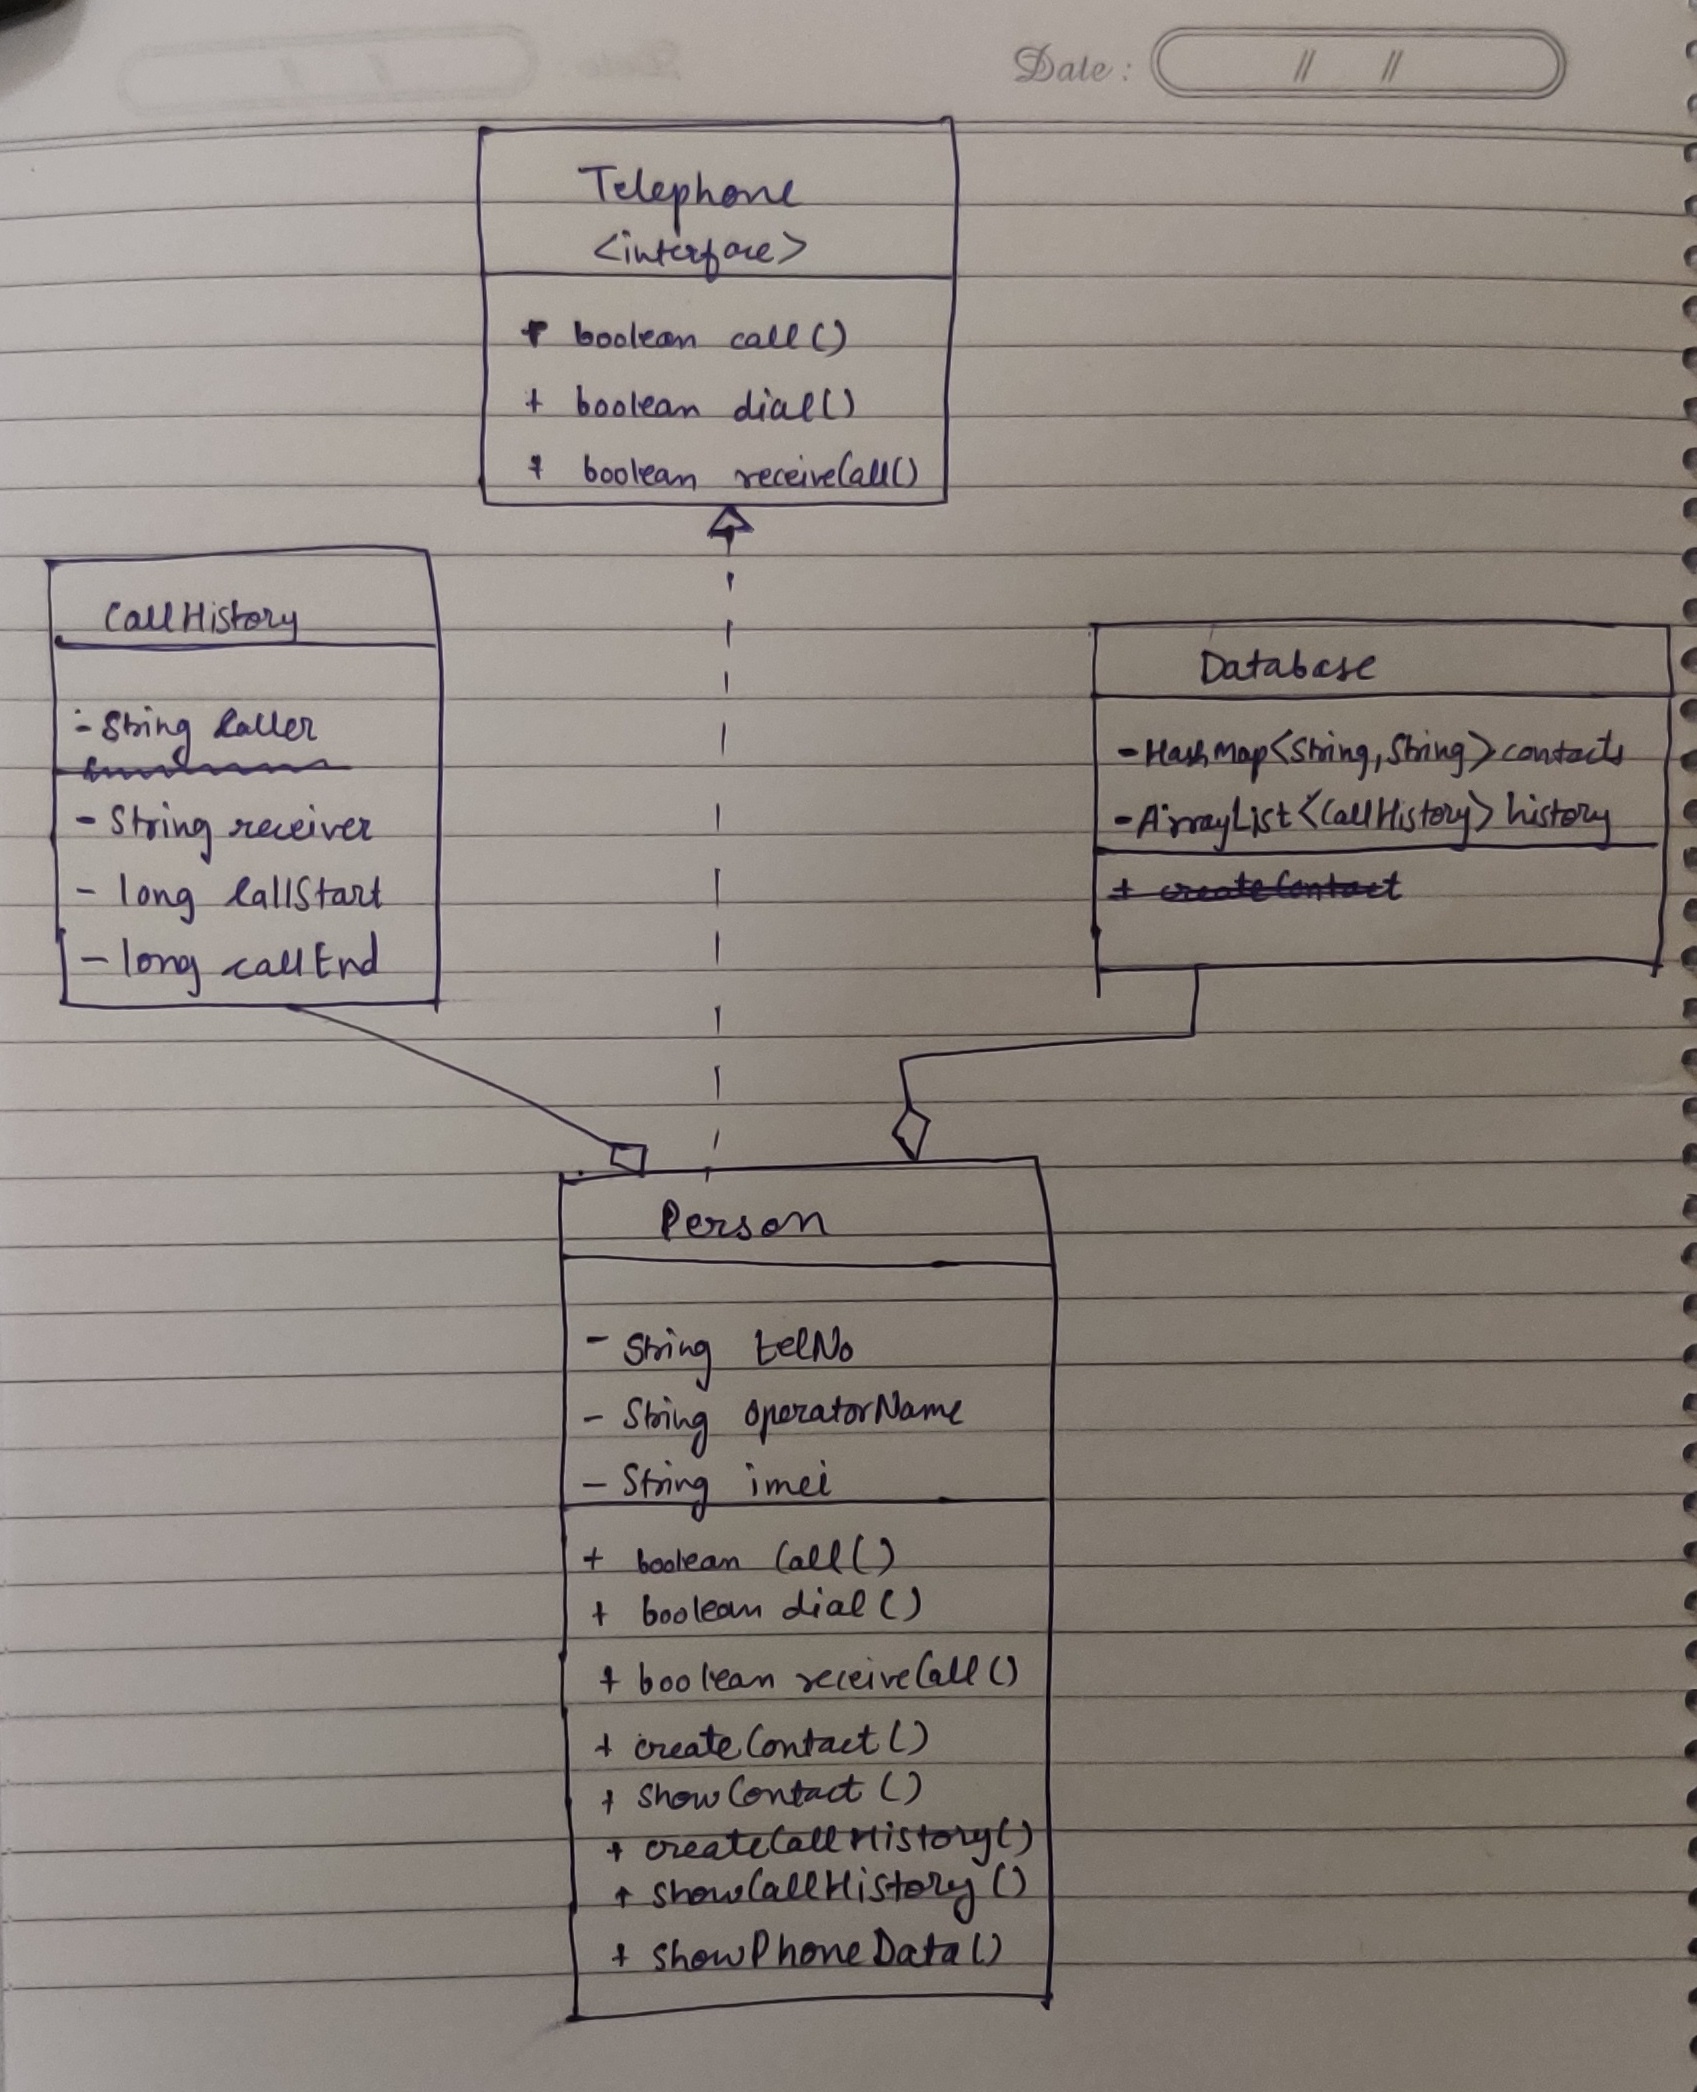 Date : // //
Telephone
<interface>
+ boolean call()
+ boolean dial()
+ boolean receiveCall()
CallHistory
- String caller
- String receiver
- long callStart
- long callEnd
Database
- HashMap<String, String> contacts
- ArrayList<CallHistory> history
+ createContact
Person
- String telNo
- String operatorName
- String imei
+ boolean call()
+ boolean dial()
+ boolean receiveCall()
+ createContact()
+ showContact()
+ createCallHistory()
+ showCallHistory()
+ showPhoneData()